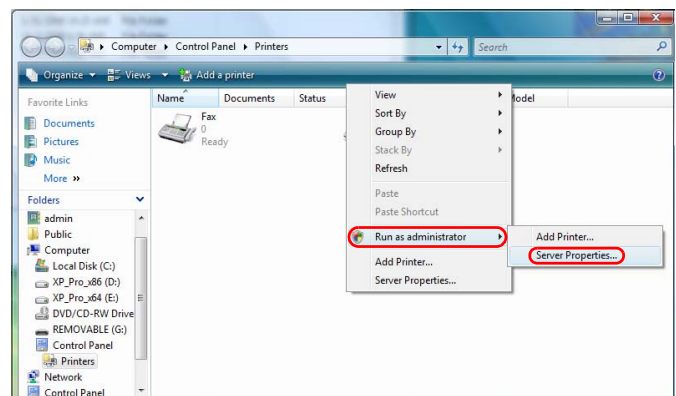 Computer ▸ Control Panel ▸ Printers
Search
Organize Views Add a printer
Favorite Links
Documents
Pictures
Music
More »
Folders
admin
Public
Computer
Local Disk (C:)
XP_Pro_x86 (D:)
XP_Pro_x64 (E:)
DVD/CD-RW Drive
REMOVABLE (G:)
Control Panel
Printers
Network
Control Panel
Name Documents Status Model
Fax
0
Ready
View
Sort By
Group By
Stack By
Refresh
Paste
Paste Shortcut
Run as administrator
Add Printer...
Server Properties...
Add Printer...
Server Properties...